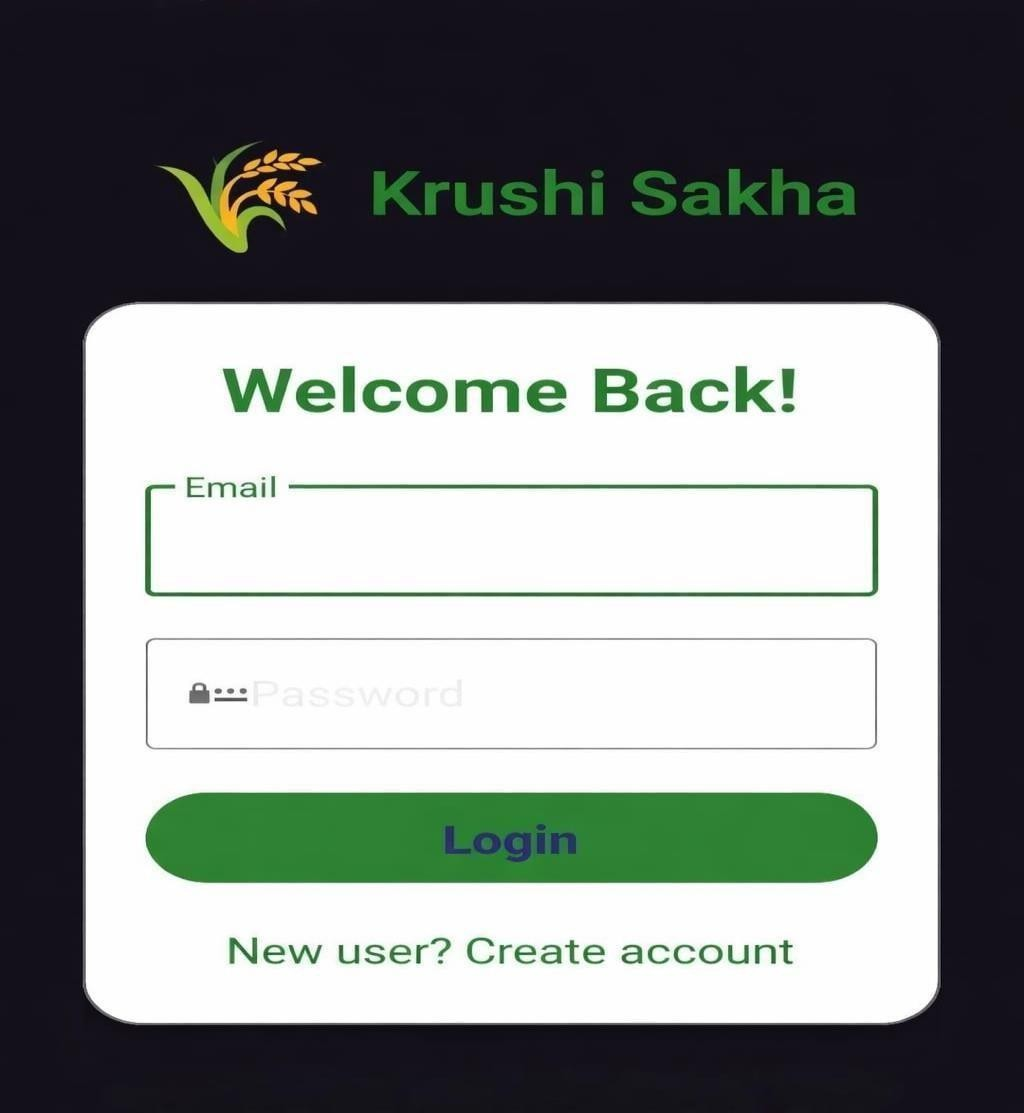 Krushi Sakha
Welcome Back!
Email
Password
Login
New user? Create account